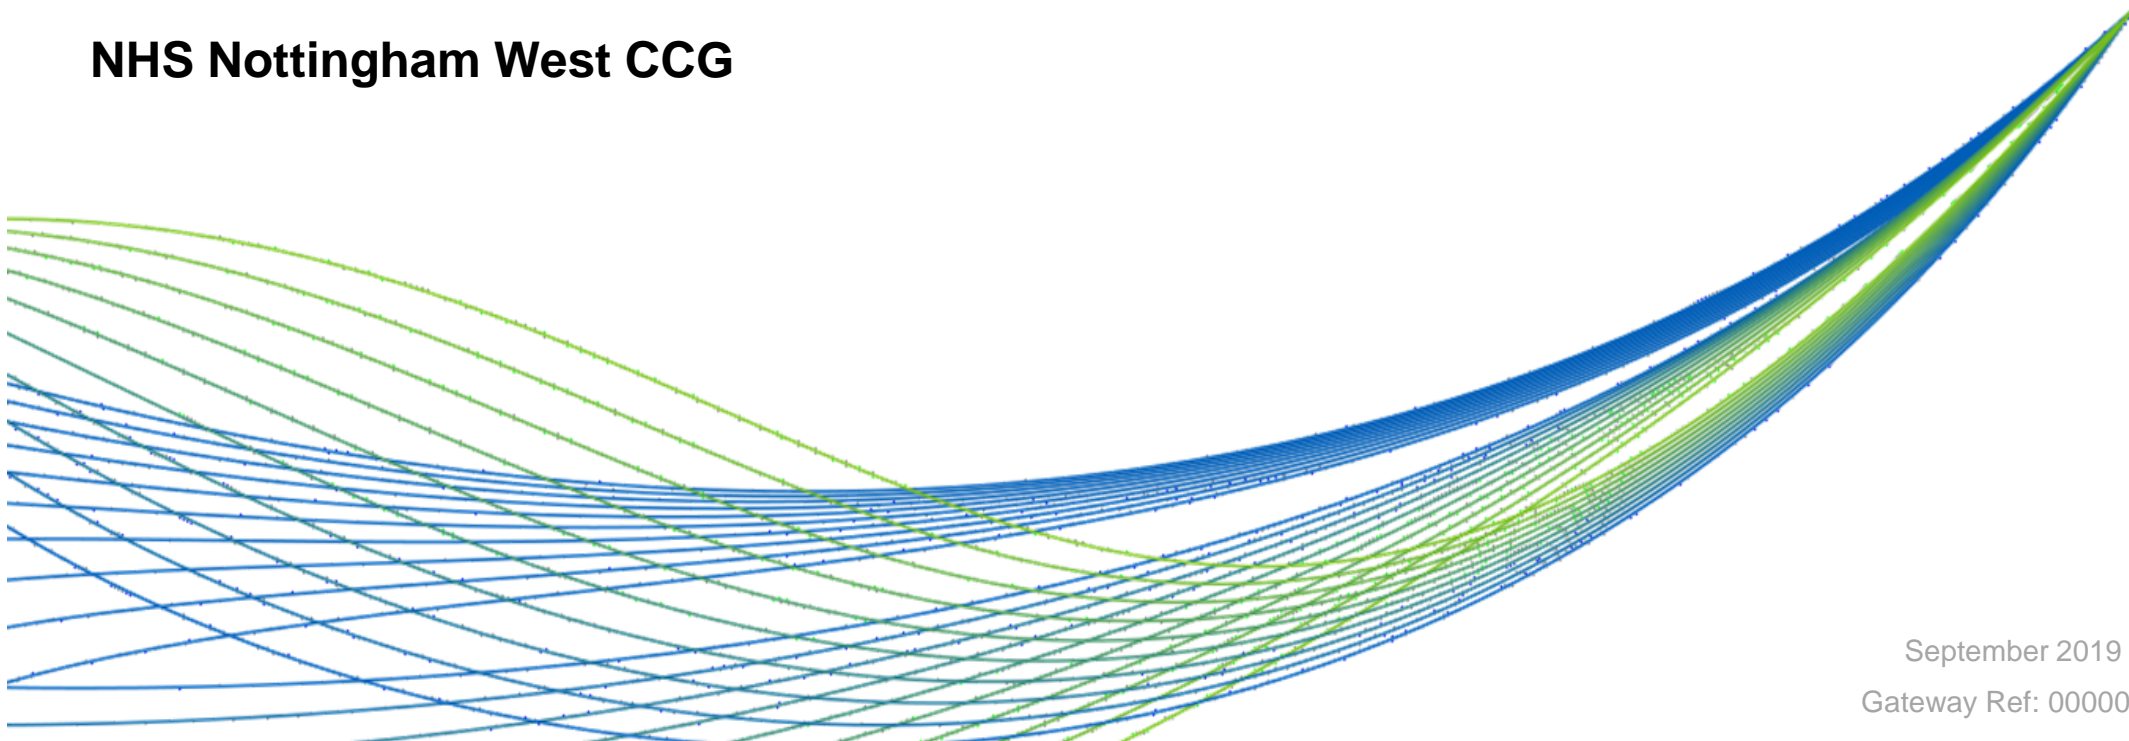 NHS Nottingham West CCG
September 2019
Gateway Ref: 00000